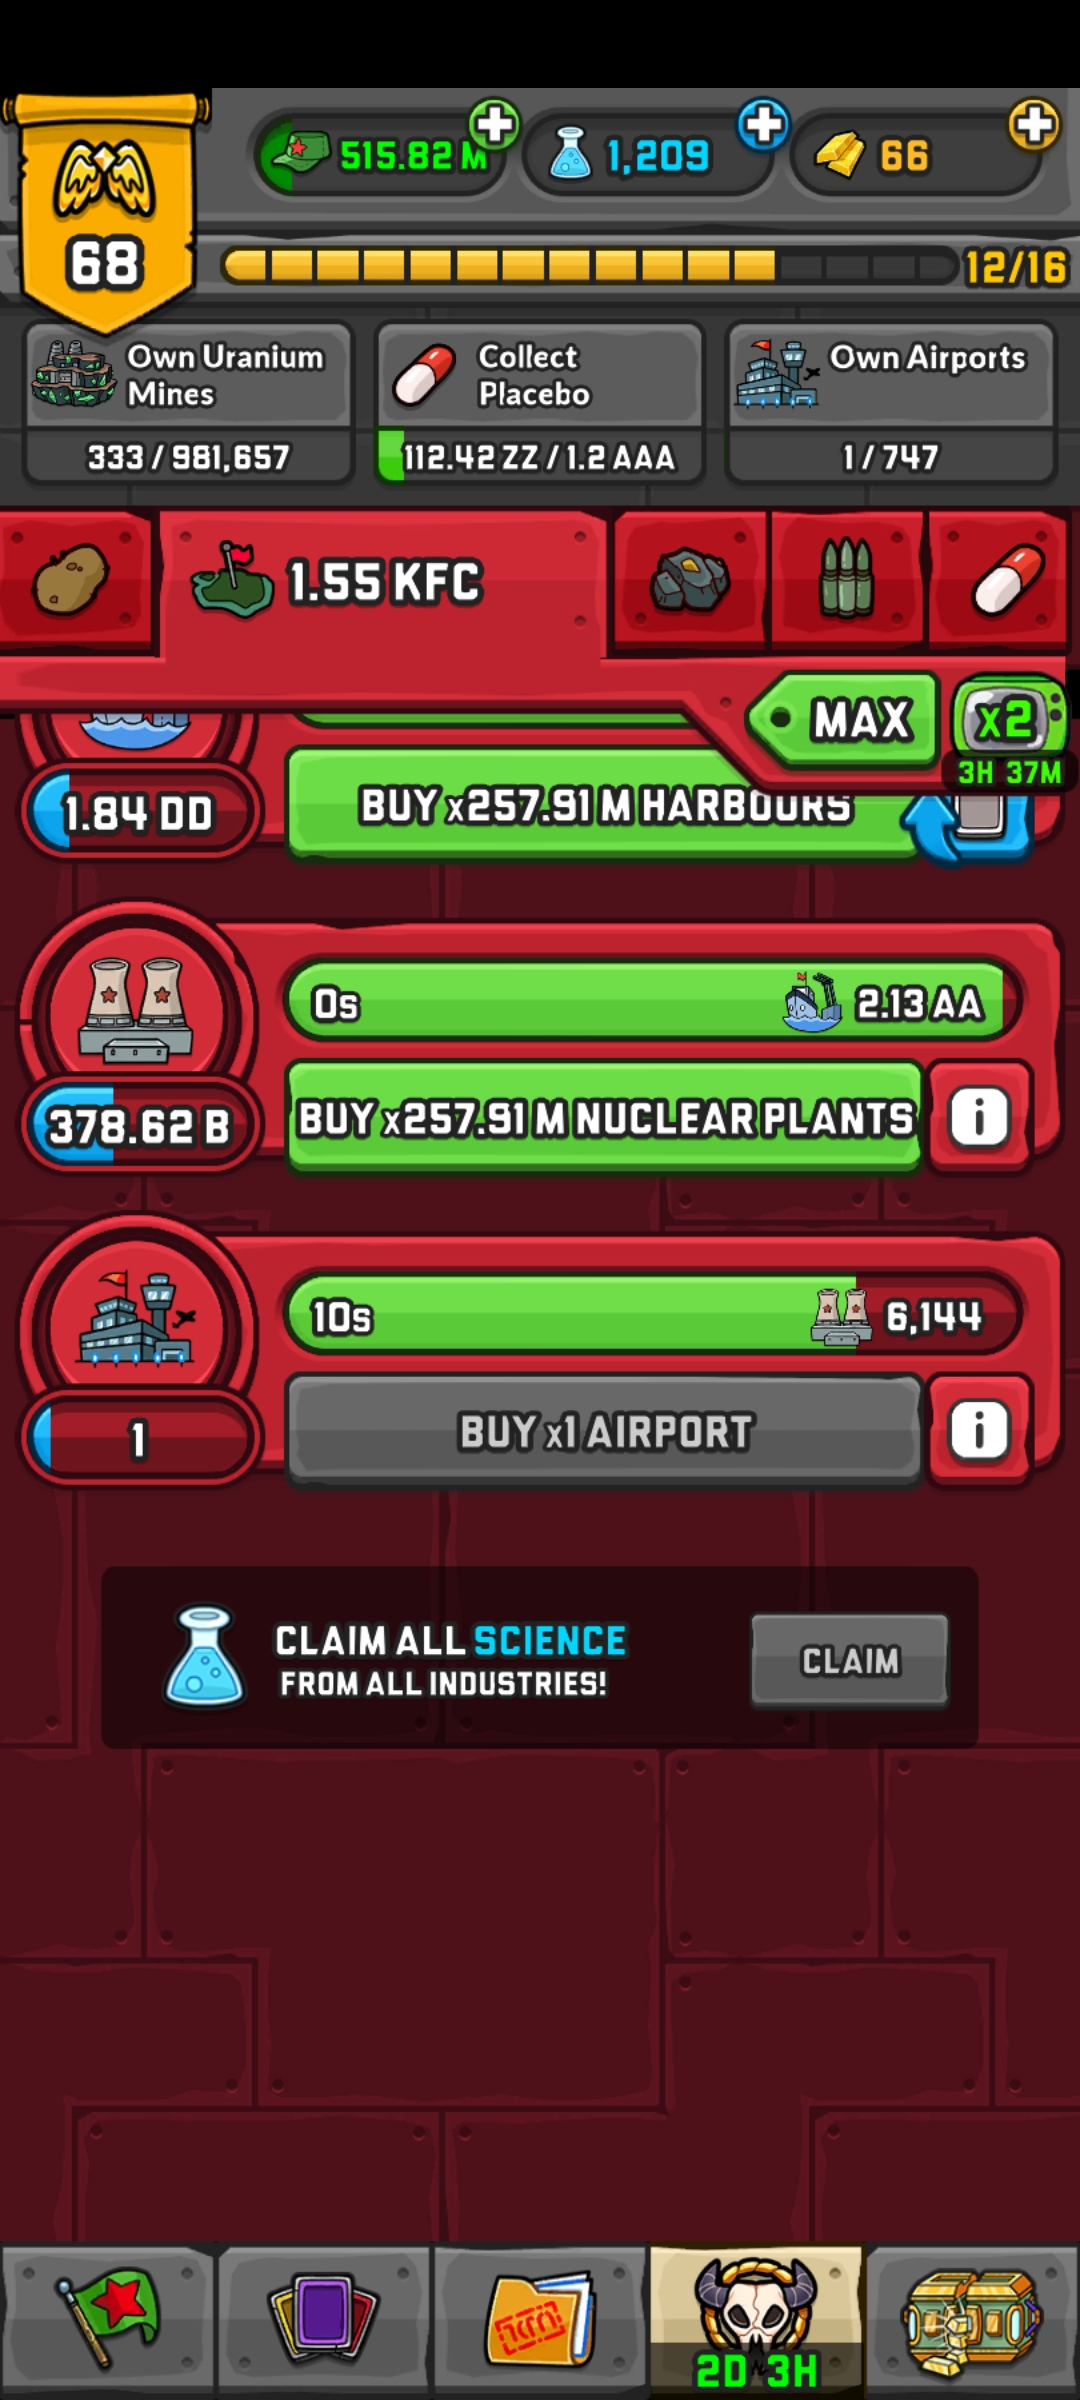 515.82 M
1,209
66
68
12/16
Own Uranium
Mines
333 / 981,657
Collect
Placebo
112.42 ZZ / 1.2 AAA
Own Airports
1 / 747
1.55 KFC
MAX
x2
3H 37M
1.84 DD
BUY x257.91 M HARBOURS
0s
2.13 AA
378.62 B
BUY x257.91 M NUCLEAR PLANTS
i
10s
6,144
1
BUY x1 AIRPORT
i
CLAIM ALL SCIENCE
FROM ALL INDUSTRIES!
CLAIM
2D 3H